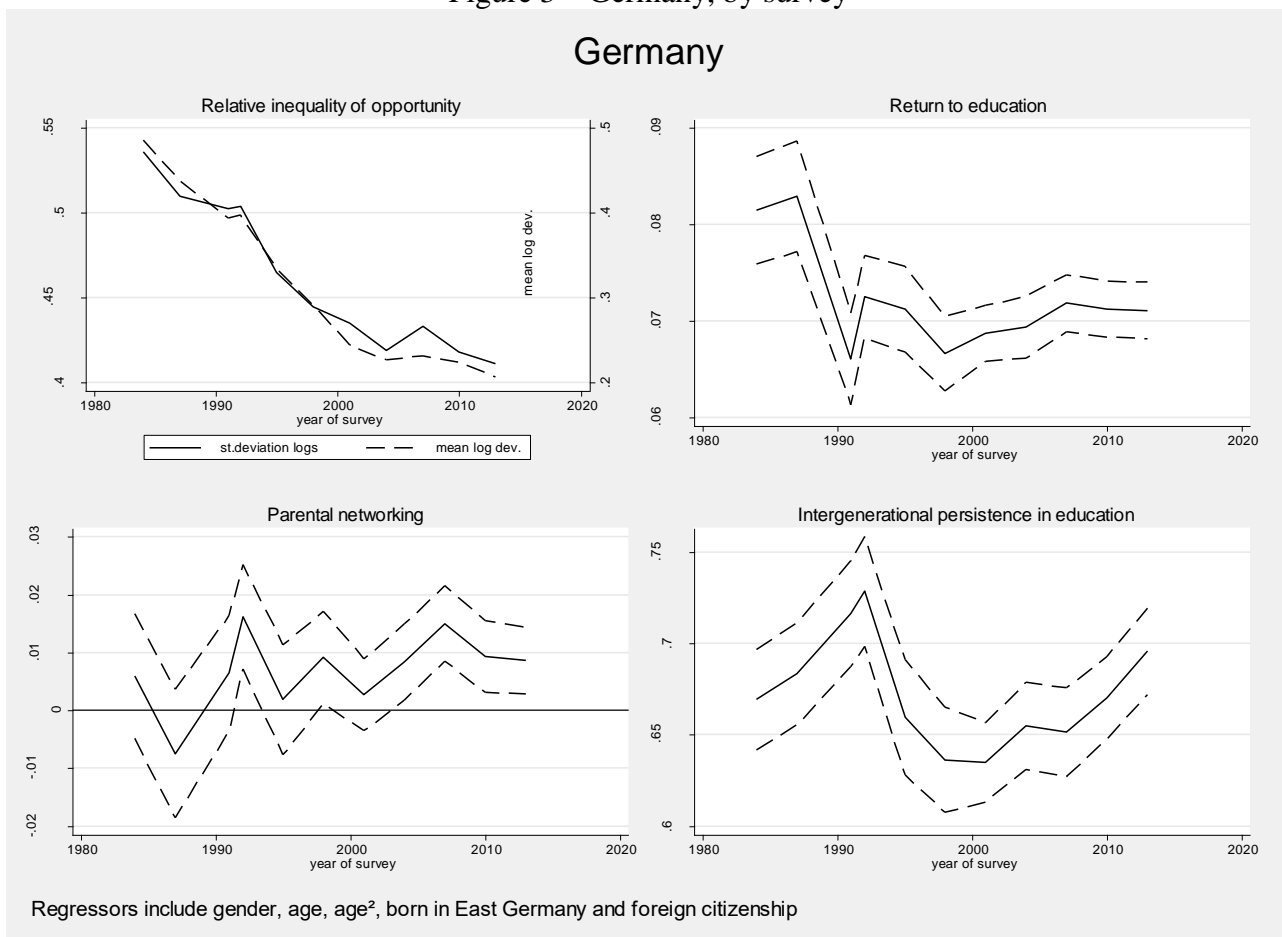 Figure 3 – Germany, by survey
Germany
Relative inequality of opportunity
.55
.5
.45
.4
.5
.4
.3
.2
mean log dev.
1980 1990 2000 2010 2020
year of survey
st.deviation logs mean log dev.
Return to education
.09
.08
.07
.06
1980 1990 2000 2010 2020
year of survey
Parental networking
.03
.02
.01
0
-.01
-.02
1980 1990 2000 2010 2020
year of survey
Intergenerational persistence in education
.75
.7
.65
.6
1980 1990 2000 2010 2020
year of survey
Regressors include gender, age, age², born in East Germany and foreign citizenship